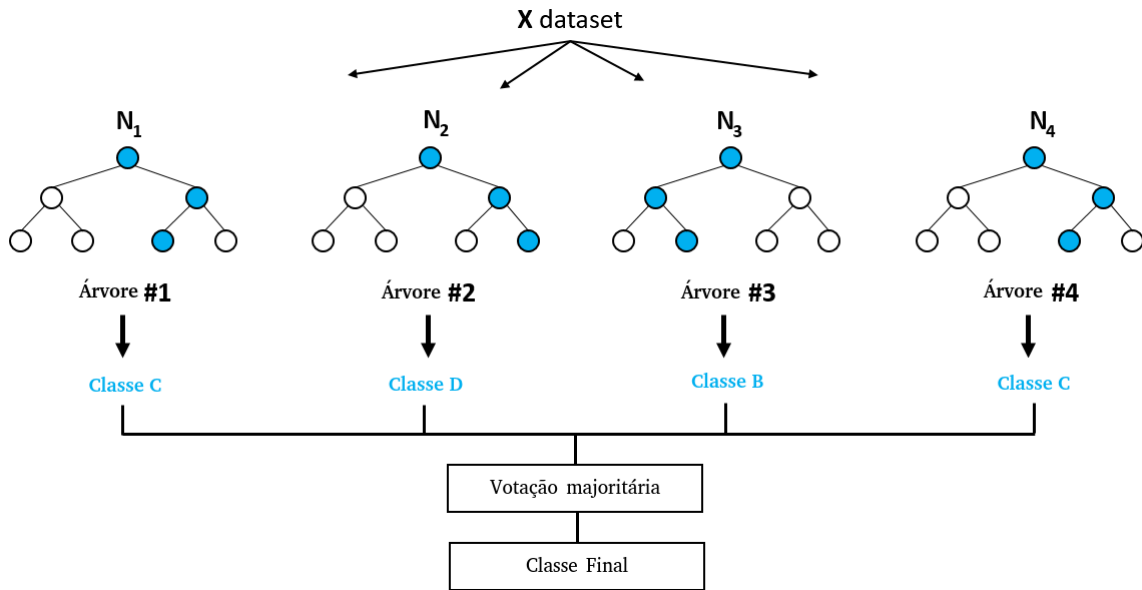 X dataset
N1 N2 N3 N4
Árvore #1 Árvore #2 Árvore #3 Árvore #4
Classe C Classe D Classe B Classe C
Votação majoritária
Classe Final